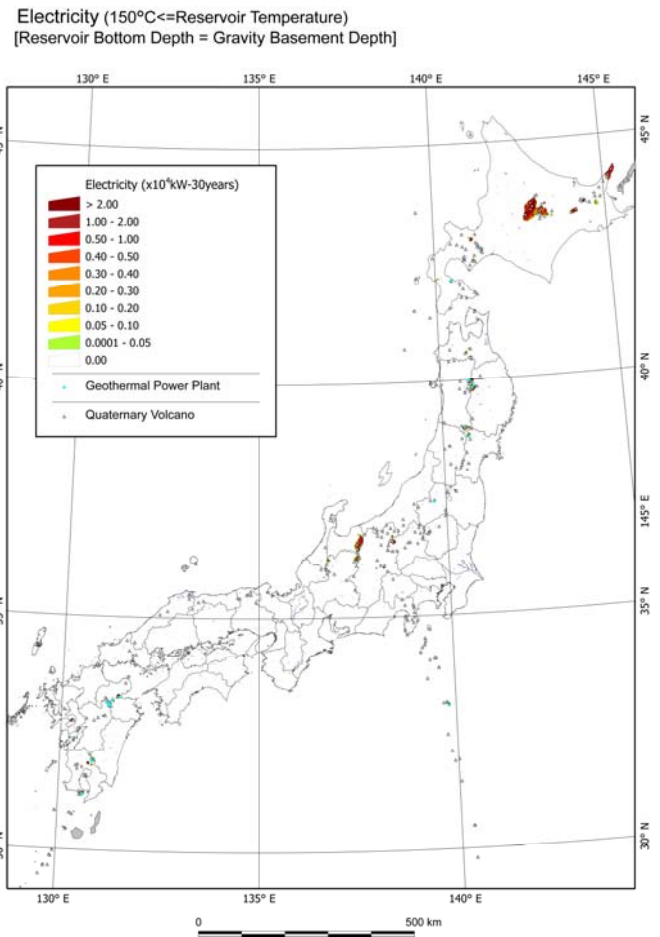 Electricity (150°C<=Reservoir Temperature)
[Reservoir Bottom Depth = Gravity Basement Depth]
130° E 135° E 140° E 145° E
45° N
Electricity (x10⁴kW-30years)
> 2.00
1.00 - 2.00
0.50 - 1.00
0.40 - 0.50
0.30 - 0.40
0.20 - 0.30
0.10 - 0.20
0.05 - 0.10
0.0001 - 0.05
0.00
Geothermal Power Plant
Quaternary Volcano
40° N
145° E
35° N
30° N
130° E 135° E 140° E
0 500 km